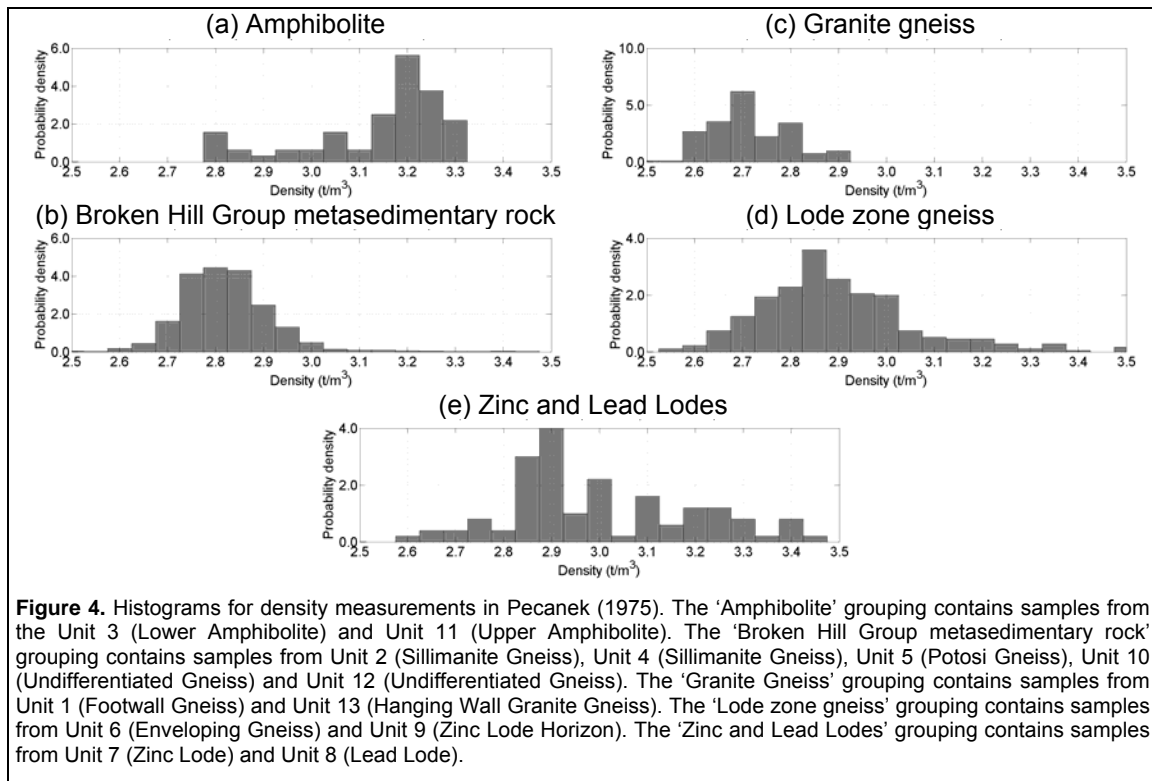 (a) Amphibolite
Probability density
6.0
4.0
2.0
0.0
2.5 2.6 2.7 2.8 2.9 3.0 3.1 3.2 3.3 3.4 3.5
Density (t/m³)
(c) Granite gneiss
Probability density
10.0
5.0
0.0
2.5 2.6 2.7 2.8 2.9 3.0 3.1 3.2 3.3 3.4 3.5
Density (t/m³)
(b) Broken Hill Group metasedimentary rock
Probability density
6.0
4.0
2.0
0.0
2.5 2.6 2.7 2.8 2.9 3.0 3.1 3.2 3.3 3.4 3.5
Density (t/m³)
(d) Lode zone gneiss
Probability density
4.0
2.0
0.0
2.5 2.6 2.7 2.8 2.9 3.0 3.1 3.2 3.3 3.4 3.5
Density (t/m³)
(e) Zinc and Lead Lodes
Probability density
4.0
2.0
0.0
2.5 2.6 2.7 2.8 2.9 3.0 3.1 3.2 3.3 3.4 3.5
Density (t/m³)
Figure 4. Histograms for density measurements in Pecanek (1975). The ‘Amphibolite’ grouping contains samples from
the Unit 3 (Lower Amphibolite) and Unit 11 (Upper Amphibolite). The ‘Broken Hill Group metasedimentary rock’
grouping contains samples from Unit 2 (Sillimanite Gneiss), Unit 4 (Sillimanite Gneiss), Unit 5 (Potosi Gneiss), Unit 10
(Undifferentiated Gneiss) and Unit 12 (Undifferentiated Gneiss). The ‘Granite Gneiss’ grouping contains samples from
Unit 1 (Footwall Gneiss) and Unit 13 (Hanging Wall Granite Gneiss). The ‘Lode zone gneiss’ grouping contains samples
from Unit 6 (Enveloping Gneiss) and Unit 9 (Zinc Lode Horizon). The ‘Zinc and Lead Lodes’ grouping contains samples
from Unit 7 (Zinc Lode) and Unit 8 (Lead Lode).